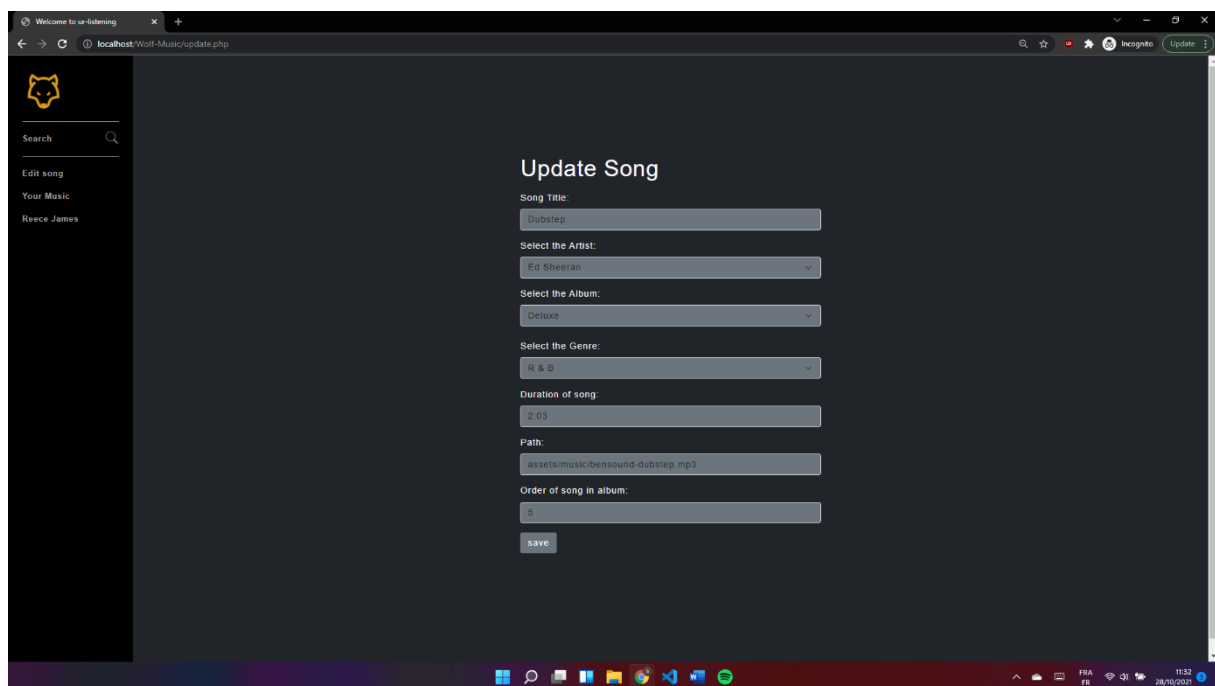 Welcome to ur-listening
localhost/Wolf-Music/update.php
Incognito
Update
Search
Edit song
Your Music
Reece James
Update Song
Song Title:
Dubstep
Select the Artist:
Ed Sheeran
Select the Album:
Deluxe
Select the Genre:
R & B
Duration of song:
2:03
Path:
assets/music/bensound-dubstep.mp3
Order of song in album:
5
save
FRA
FR
11:32
28/10/2021
3